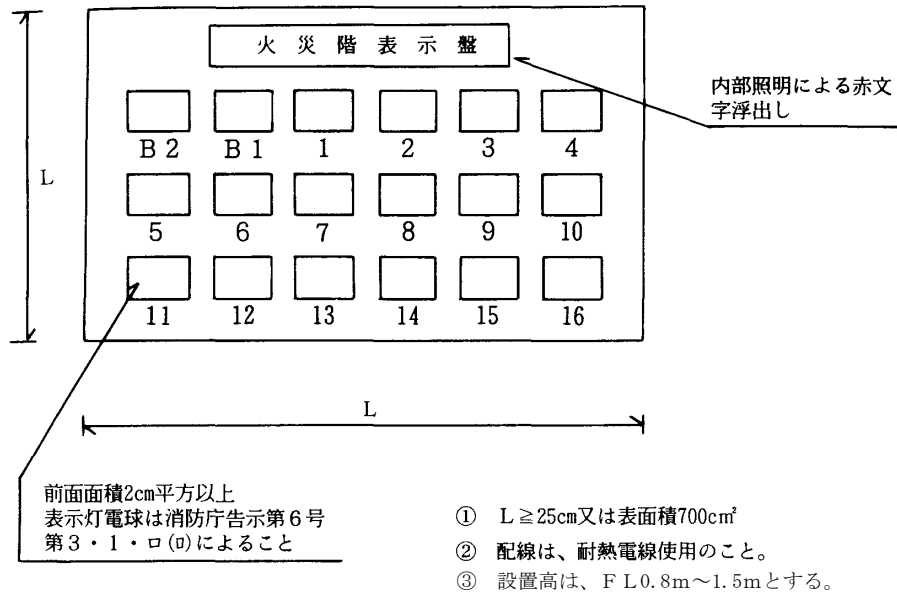 火災階表示盤
内部照明による赤文
字浮出し
B2 B1 1 2 3 4
L
5 6 7 8 9 10
11 12 13 14 15 16
L
前面面積2cm平方以上
表示灯電球は消防庁告示第6号
第3・1・ロ(ロ)によること
① L≧25cm又は表面積700cm²
② 配線は、耐熱電線使用のこと。
③ 設置高は、FL0.8m~1.5mとする。